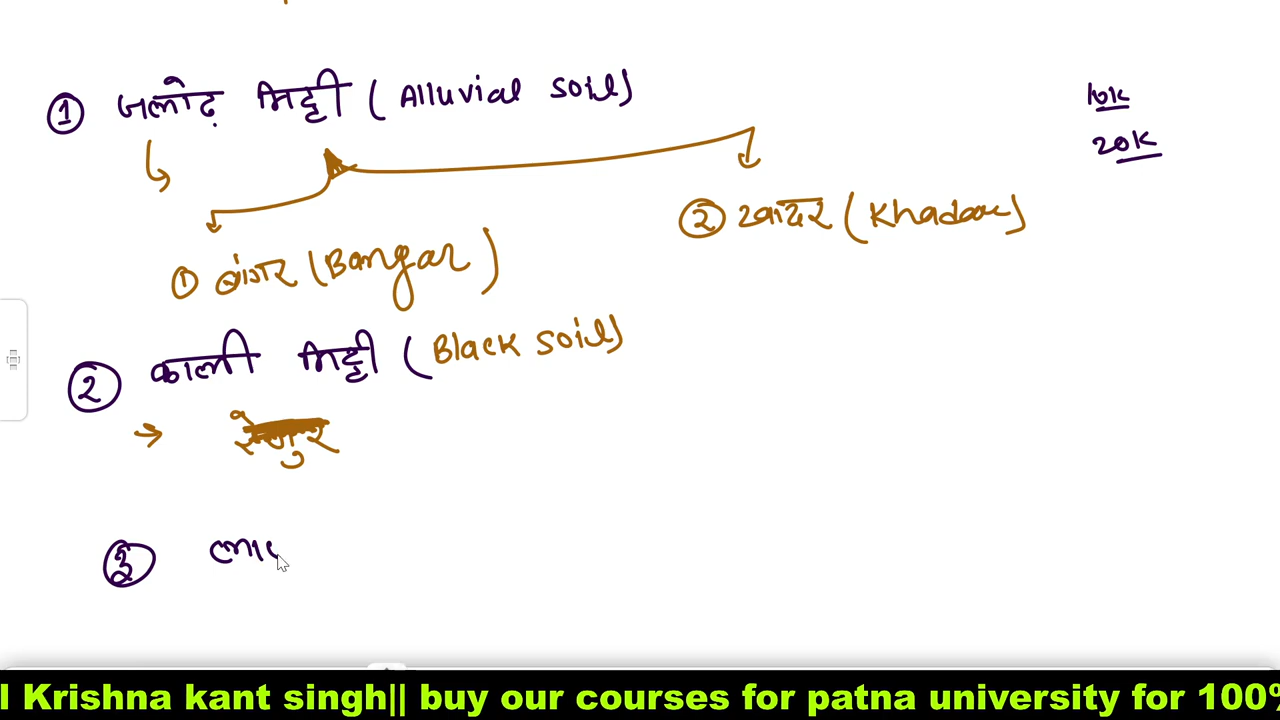 ① जलोढ़ मिट्टी (Alluvial soil)
10k
20k
② खादर (Khadar)
① बांगर (Bangar)
② काली मिट्टी (Black soil)
→ रेगुर
③ ला
l Krishna kant singh|| buy our courses for patna university for 100%